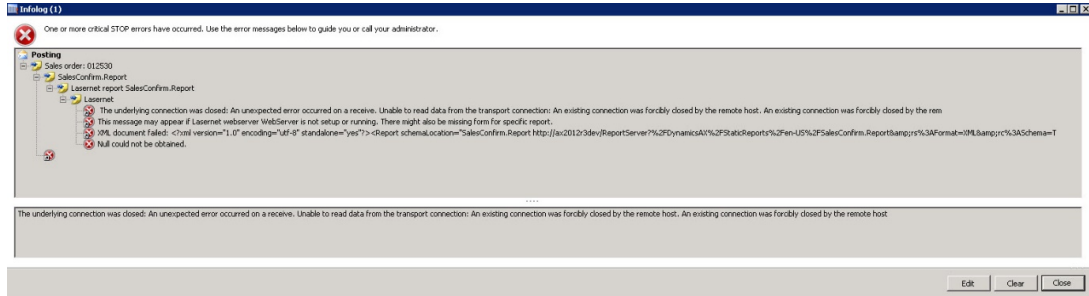 Infolog (1)
One or more critical STOP errors have occurred. Use the error messages below to guide you or call your administrator.
Posting
Sales order: 012530
SalesConfirm.Report
Lasernet report SalesConfirm.Report
Lasernet
The underlying connection was closed: An unexpected error occurred on a receive. Unable to read data from the transport connection: An existing connection was forcibly closed by the remote host. An existing connection was forcibly closed by the rem
This message may appear if Lasernet webserver WebServer is not setup or running. There might also be missing form for specific report.
XML document failed: <?xml version="1.0" encoding="utf-8" standalone="yes"?><Report schemaLocation="SalesConfirm.Report http://ax2012r3dev/ReportServer?%2FDynamicsAX%2FStaticReports%2Fen-US%2FSalesConfirm.Report&amp;rs%3AFormat=XML&amp;rc%3ASchema=T
Null could not be obtained.
The underlying connection was closed: An unexpected error occurred on a receive. Unable to read data from the transport connection: An existing connection was forcibly closed by the remote host. An existing connection was forcibly closed by the remote host
Edit
Clear
Close